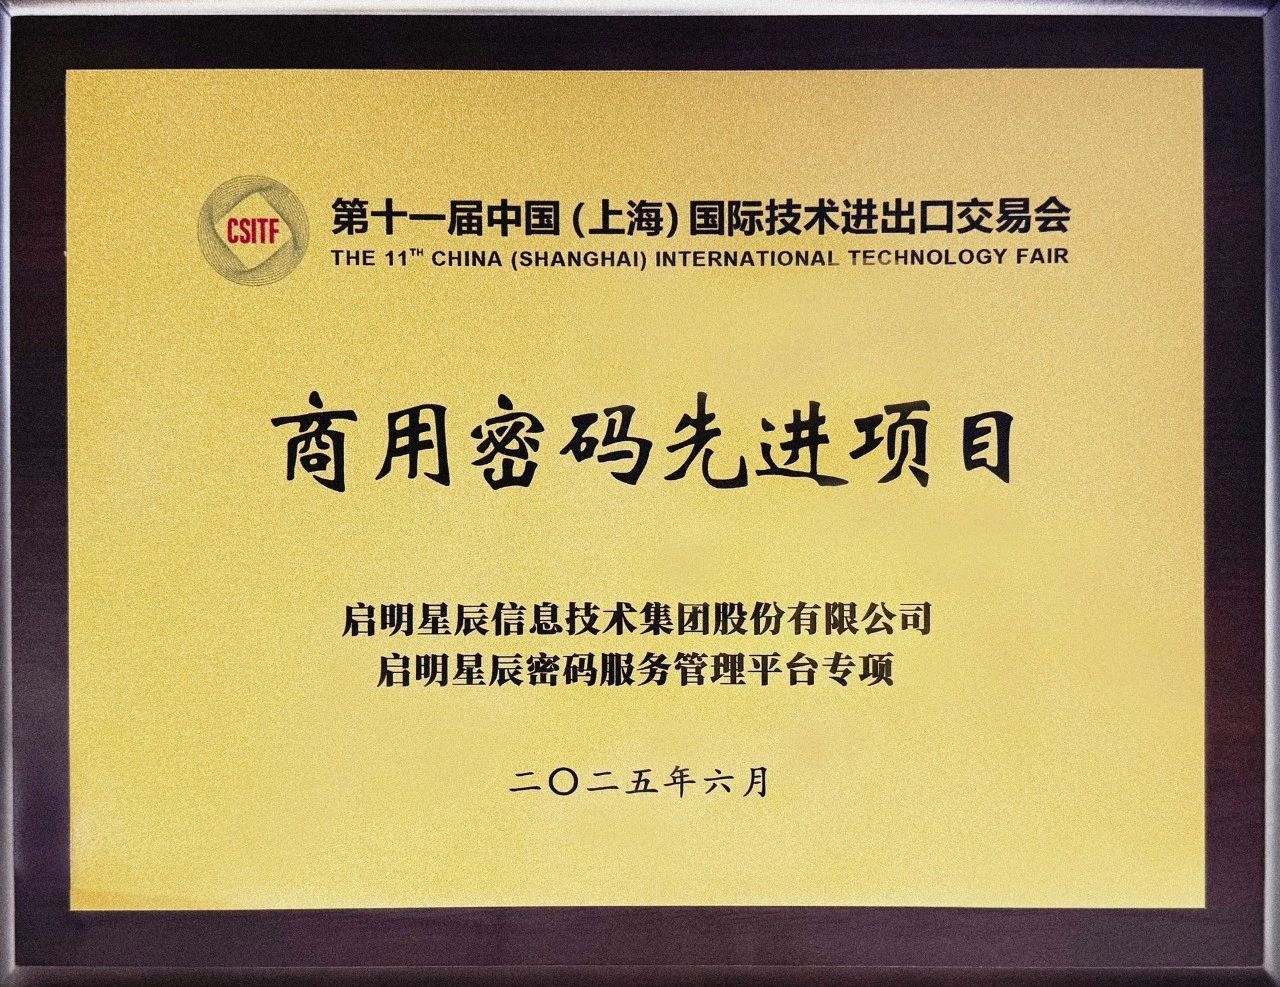 CSITF
第十一届中国(上海)国际技术进出口交易会
THE 11TH CHINA (SHANGHAI) INTERNATIONAL TECHNOLOGY FAIR
商用密码先进项目
启明星辰信息技术集团股份有限公司
启明星辰密码服务管理平台专项
二〇二五年六月